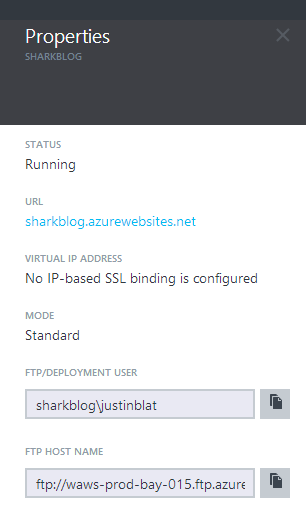 Properties
SHARKBLOG
STATUS
Running
URL
sharkblog.azurewebsites.net
VIRTUAL IP ADDRESS
No IP-based SSL binding is configured
MODE
Standard
FTP/DEPLOYMENT USER
sharkblog\justinblat
FTP HOST NAME
ftp://waws-prod-bay-015.ftp.azure